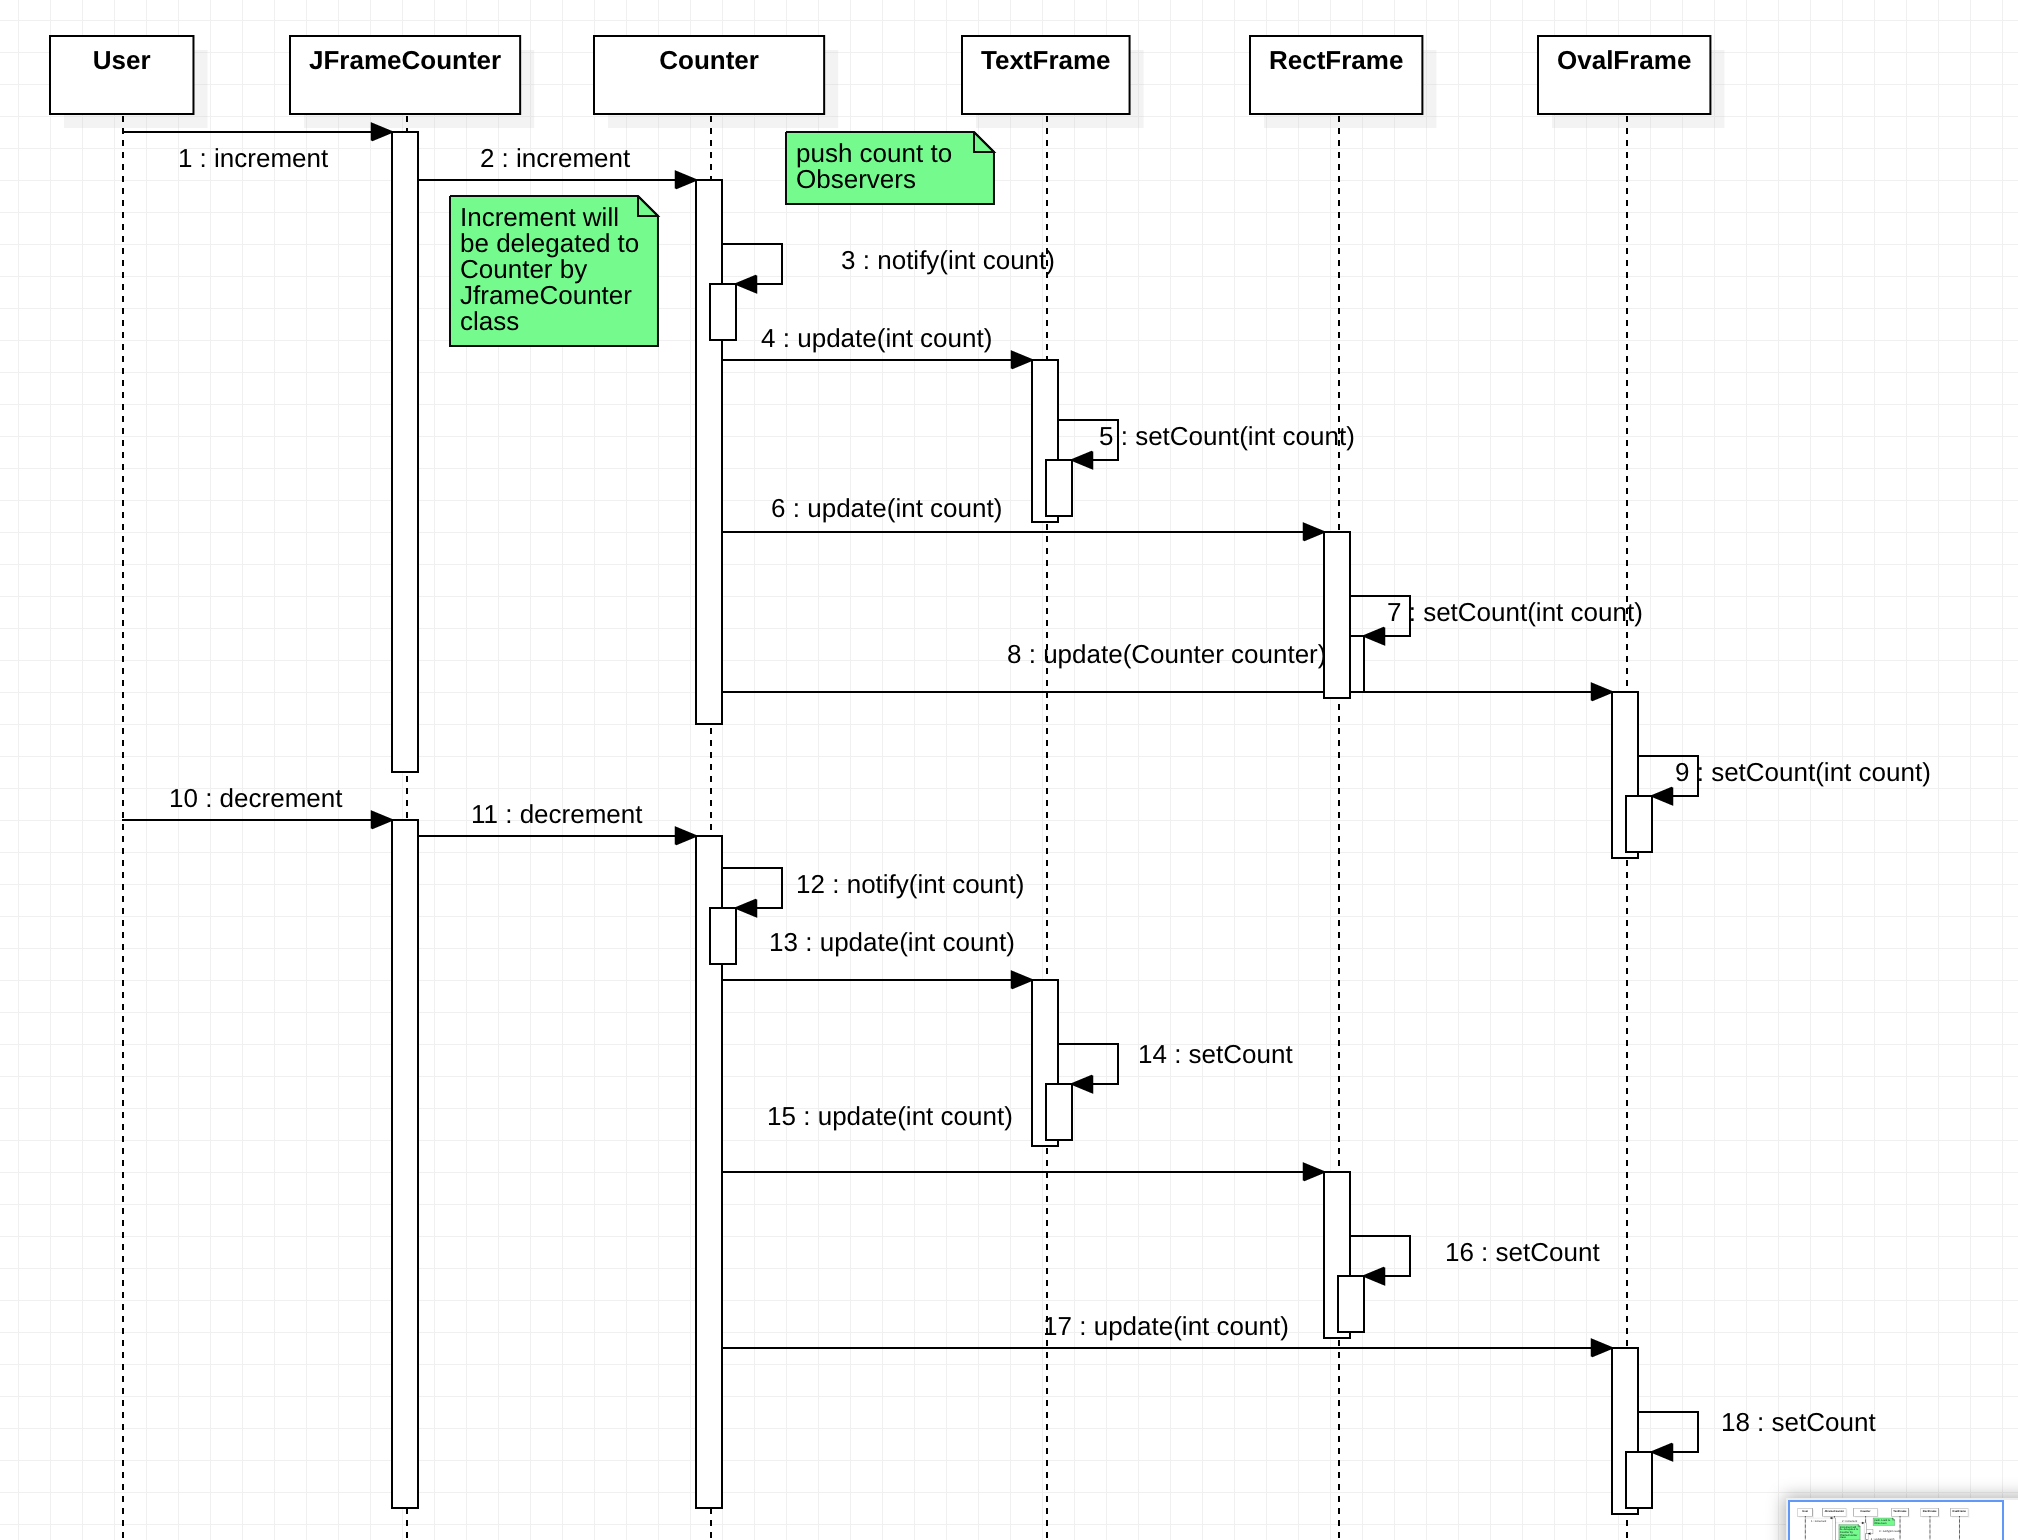 User
JFrameCounter
Counter
TextFrame
RectFrame
OvalFrame
1 : increment
2 : increment
push count to
Observers
Increment will
be delegated to
Counter by
JframeCounter
class
3 : notify(int count)
4 : update(int count)
5 : setCount(int count)
6 : update(int count)
7 : setCount(int count)
8 : update(Counter counter)
9 : setCount(int count)
10 : decrement
11 : decrement
12 : notify(int count)
13 : update(int count)
14 : setCount
15 : update(int count)
16 : setCount
17 : update(int count)
18 : setCount